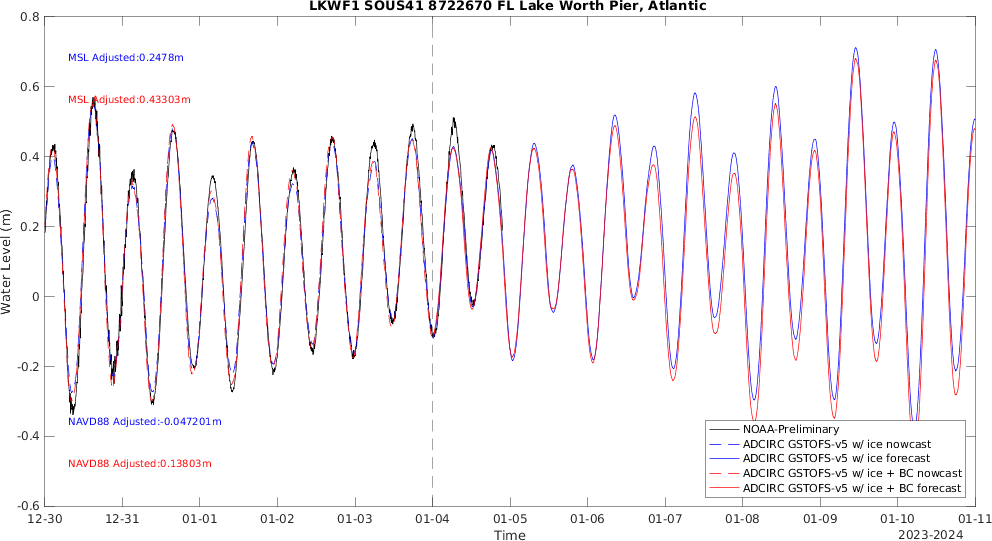 LKWF1 SOUS41 8722670 FL Lake Worth Pier, Atlantic
0.8
0.6
0.4
0.2
0
-0.2
-0.4
-0.6
Water Level (m)
MSL Adjusted:0.2478m
MSL Adjusted:0.43303m
NAVD88 Adjusted:-0.047201m
NAVD88 Adjusted:0.13803m
NOAA-Preliminary
ADCIRC GSTOFS-v5 w/ ice nowcast
ADCIRC GSTOFS-v5 w/ ice forecast
ADCIRC GSTOFS-v5 w/ ice + BC nowcast
ADCIRC GSTOFS-v5 w/ ice + BC forecast
12-30 12-31 01-01 01-02 01-03 01-04 01-05 01-06 01-07 01-08 01-09 01-10 01-11
Time
2023-2024